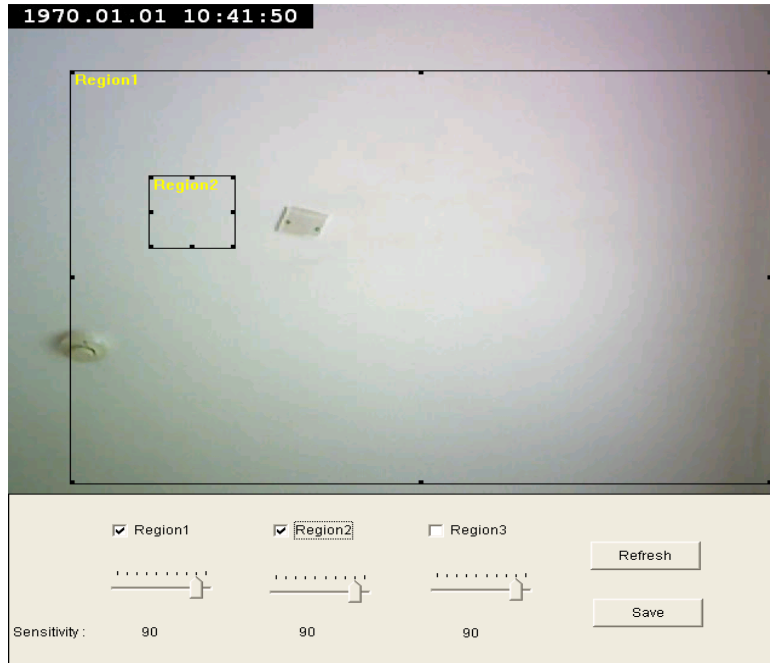 1970.01.01 10:41:50
Region1
Region2
Region1 Region2 Region3
Refresh
Save
Sensitivity : 90 90 90